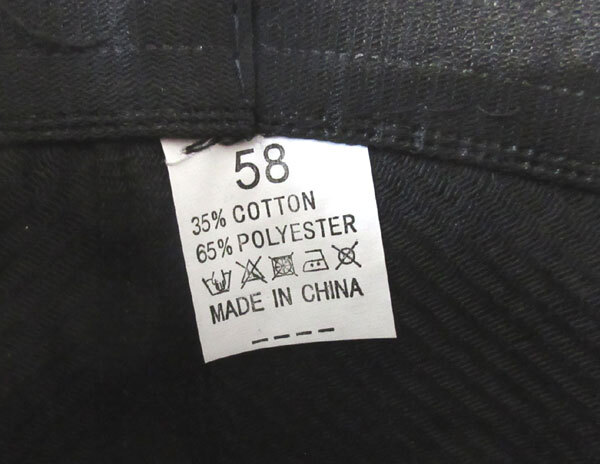 58
35% COTTON
65% POLYESTER
MADE IN CHINA